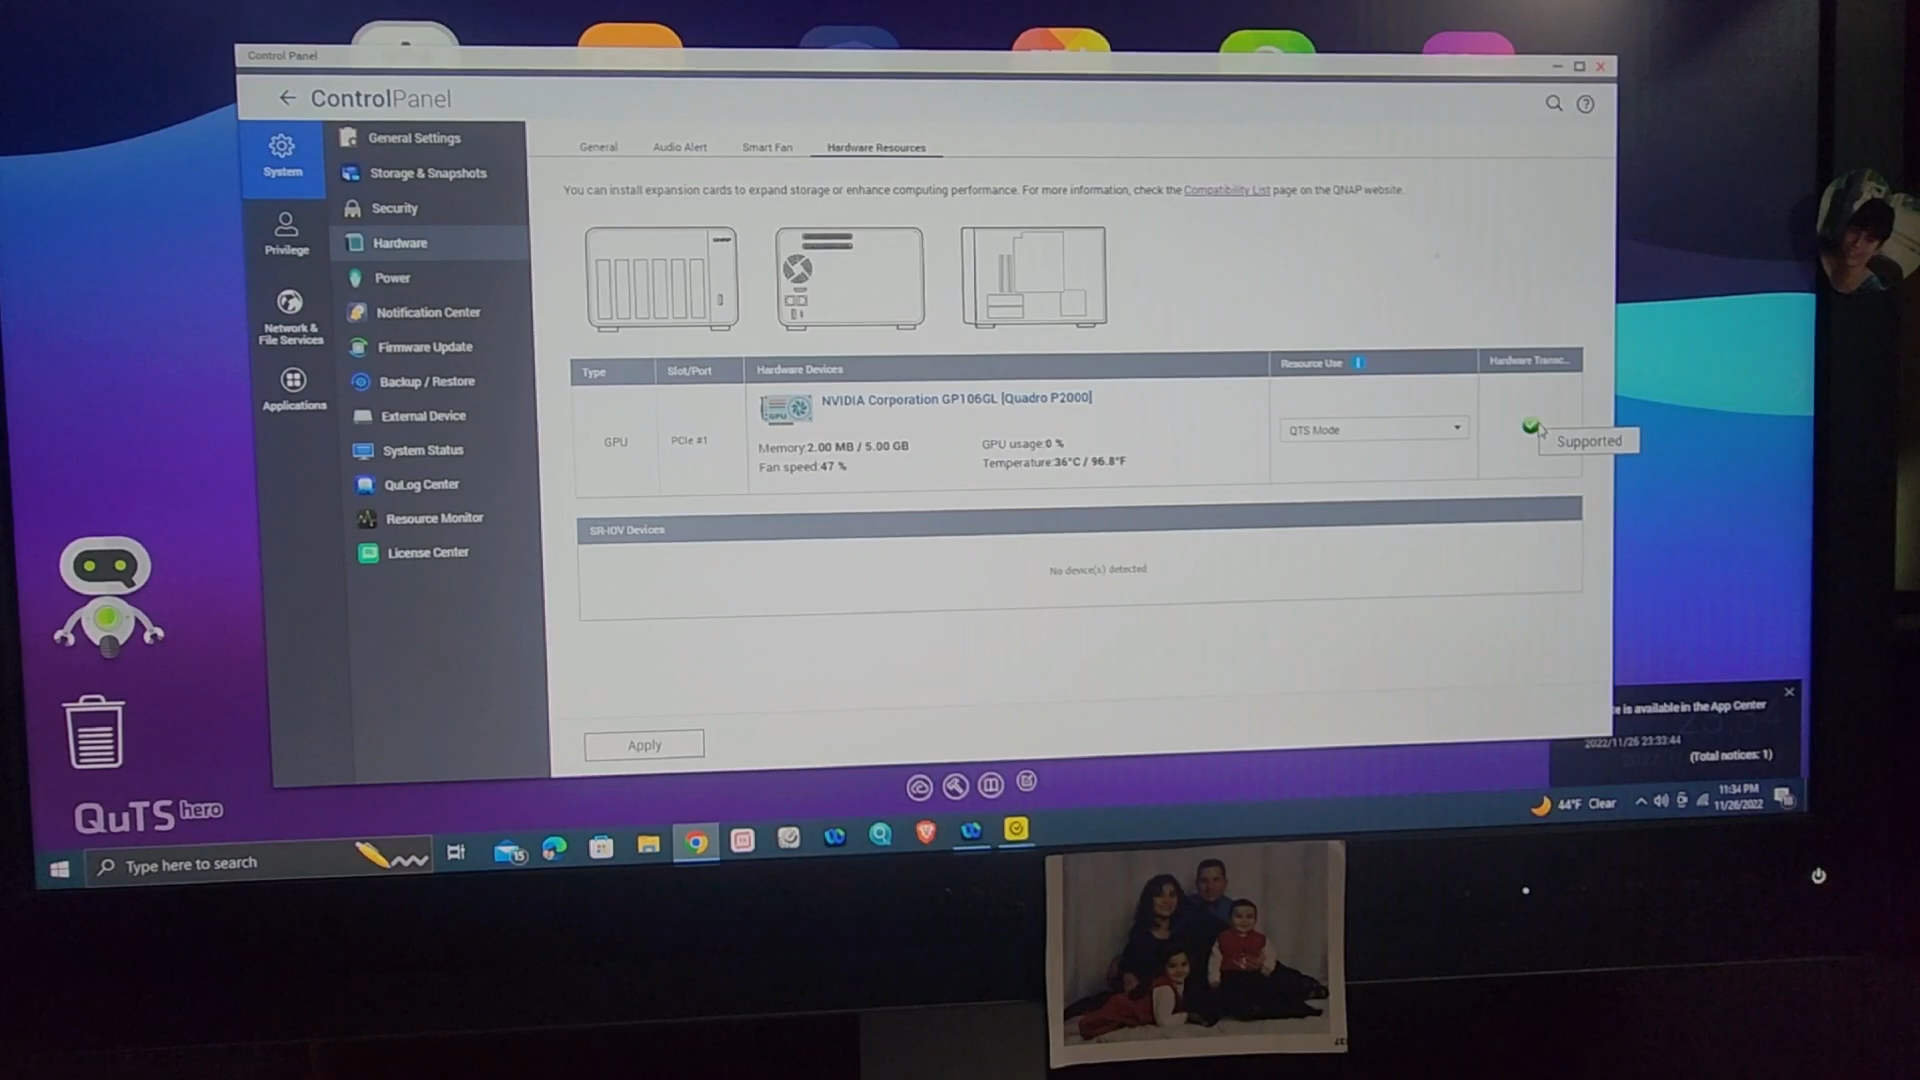 Control Panel
ControlPanel
System
Privilege
Network &
File Services
Applications
General Settings
Storage & Snapshots
Security
Hardware
Power
Notification Center
Firmware Update
Backup / Restore
External Device
System Status
QuLog Center
Resource Monitor
License Center
General Audio Alert Smart Fan Hardware Resources
You can install expansion cards to expand storage or enhance computing performance. For more information, check the Compatibility List page on the QNAP website.
Type Slot/Port Hardware Devices Resource Use Hardware Transc...
GPU PCIe #1
GPU
NVIDIA Corporation GP106GL [Quadro P2000]
Memory:2.00 MB / 5.00 GB GPU usage:0 %
Fan speed:47 % Temperature:36°C / 96.8°F
QTS Mode
Supported
SR-IOV Devices
No device(s) detected
Apply
e is available in the App Center
2022/11/26 23:33:44
(Total notices: 1)
QuTS hero
Type here to search
15
44°F Clear
11:34 PM
11/26/2022